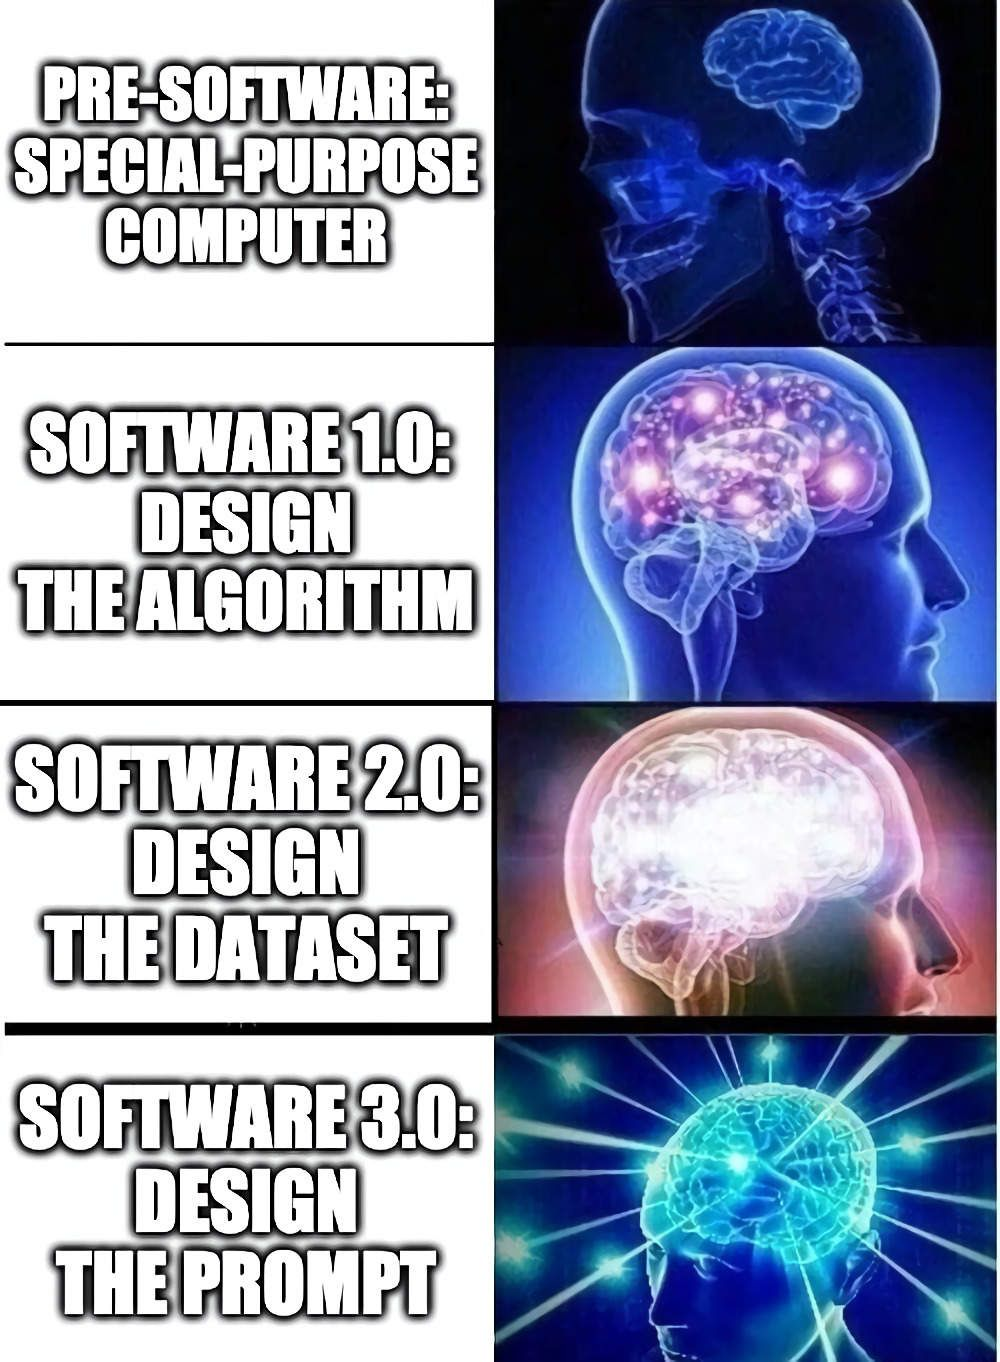 PRE-SOFTWARE:
SPECIAL-PURPOSE
COMPUTER
SOFTWARE 1.0:
DESIGN
THE ALGORITHM
SOFTWARE 2.0:
DESIGN
THE DATASET
SOFTWARE 3.0:
DESIGN
THE PROMPT